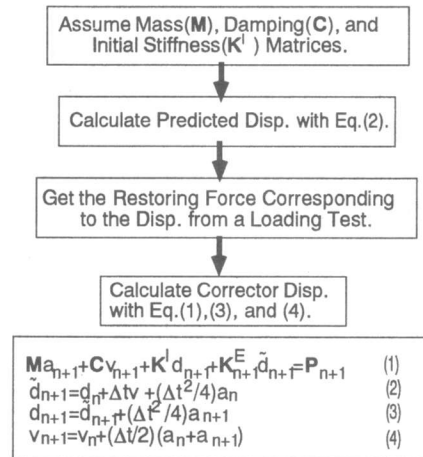 Assume Mass(M), Damping(C), and
Initial Stiffness(K^I ) Matrices.
Calculate Predicted Disp. with Eq.(2).
Get the Restoring Force Corresponding
to the Disp. from a Loading Test.
Calculate Corrector Disp.
with Eq.(1),(3), and (4).
Ma_{n+1}+Cv_{n+1}+K^I d_{n+1}+K^E_{n+1}d̃_{n+1}=P_{n+1} (1)
d̃_{n+1}=d_n+Δtv +(Δt²/4)a_n (2)
d_{n+1}=d̃_{n+1}+(Δt²/4)a_{n+1} (3)
v_{n+1}=v_n+(Δt/2)(a_n+a_{n+1}) (4)